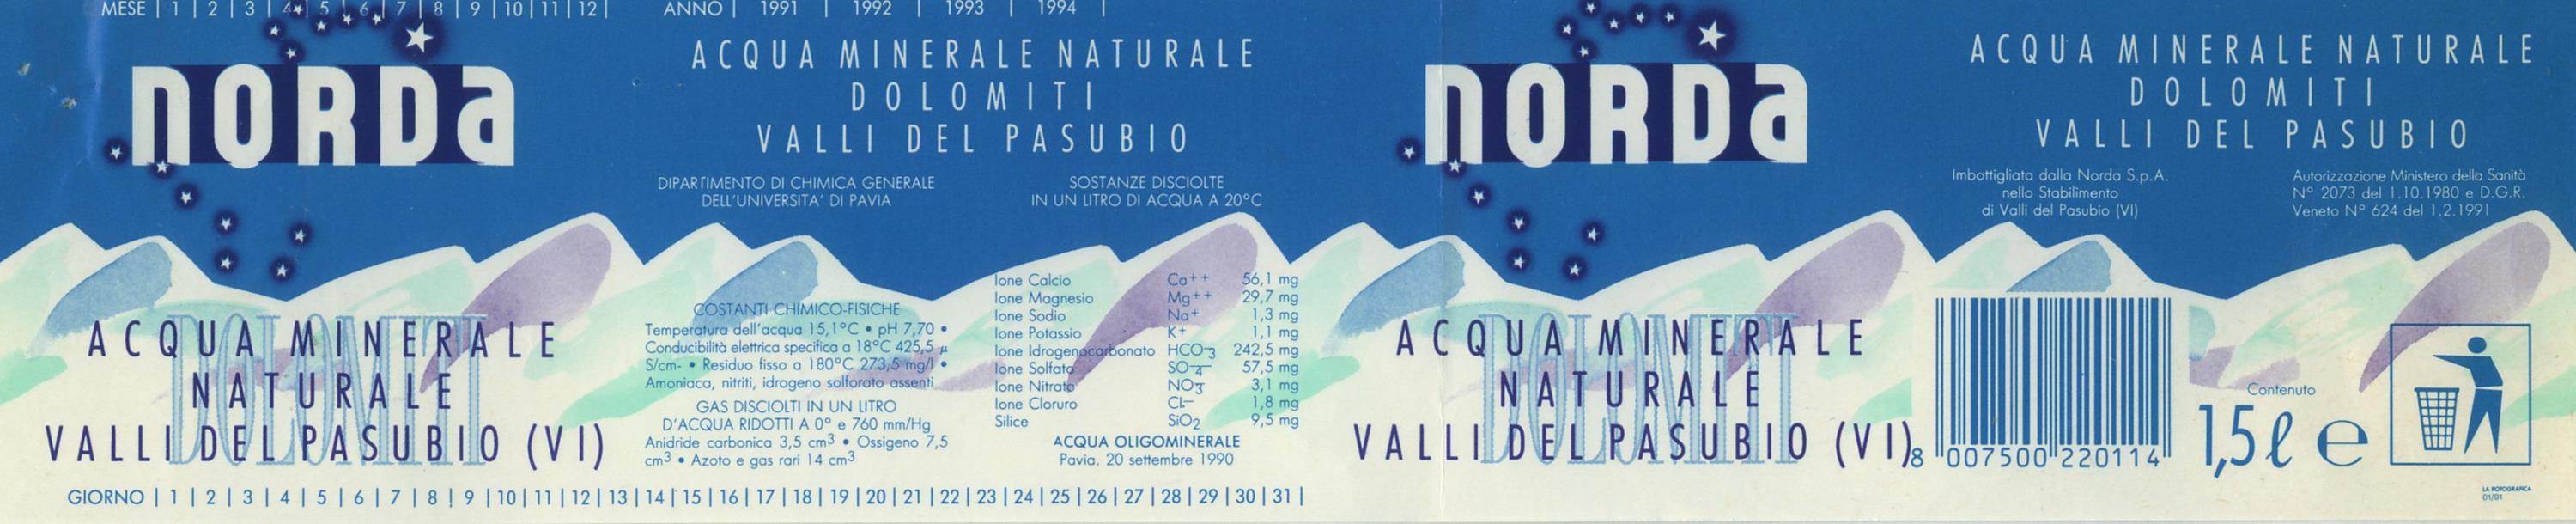 MESE | 1 | 2 | 3 | 4 | 5 | 6 | 7 | 8 | 9 | 10 | 11 | 12 |
ANNO | 1991 | 1992 | 1993 | 1994 |
NORDa
ACQUA MINERALE NATURALE
DOLOMITI
VALLI DEL PASUBIO
DIPARTIMENTO DI CHIMICA GENERALE
DELL'UNIVERSITA' DI PAVIA
SOSTANZE DISCIOLTE
IN UN LITRO DI ACQUA A 20°C
DOLOMITI
ACQUA MINERALE
NATURALE
VALLI DEL PASUBIO (VI)
COSTANTI CHIMICO-FISICHE
Temperatura dell'acqua 15,1°C • pH 7,70 •
Conducibilità elettrica specifica a 18°C 425,5 µ
S/cm- • Residuo fisso a 180°C 273,5 mg/l •
Amoniaca, nitriti, idrogeno solforato assenti
GAS DISCIOLTI IN UN LITRO
D'ACQUA RIDOTTI A 0° e 760 mm/Hg
Anidride carbonica 3,5 cm3 • Ossigeno 7,5
cm3 • Azoto e gas rari 14 cm3
Ione Calcio Ca++ 56,1 mg
Ione Magnesio Mg++ 29,7 mg
Ione Sodio Na+ 1,3 mg
Ione Potassio K+ 1,1 mg
Ione Idrogenocarbonato HCO3- 242,5 mg
Ione Solfato SO4-- 57,5 mg
Ione Nitrato NO3- 3,1 mg
Ione Cloruro Cl- 1,8 mg
Silice SiO2 9,5 mg
ACQUA OLIGOMINERALE
Pavia, 20 settembre 1990
GIORNO | 1 | 2 | 3 | 4 | 5 | 6 | 7 | 8 | 9 | 10 | 11 | 12 | 13 | 14 | 15 | 16 | 17 | 18 | 19 | 20 | 21 | 22 | 23 | 24 | 25 | 26 | 27 | 28 | 29 | 30 | 31 |
NORDa
ACQUA MINERALE NATURALE
DOLOMITI
VALLI DEL PASUBIO
Imbottigliata dalla Norda S.p.A.
nello Stabilimento
di Valli del Pasubio (VI)
Autorizzazione Ministero della Sanità
N° 2073 del 1.10.1980 e D.G.R.
Veneto N° 624 del 1.2.1991
DOLOMITI
ACQUA MINERALE
NATURALE
VALLI DEL PASUBIO (VI)
8 007500 220114
Contenuto
1,5 ℓ e
LA ROTOGRAFICA
01/91